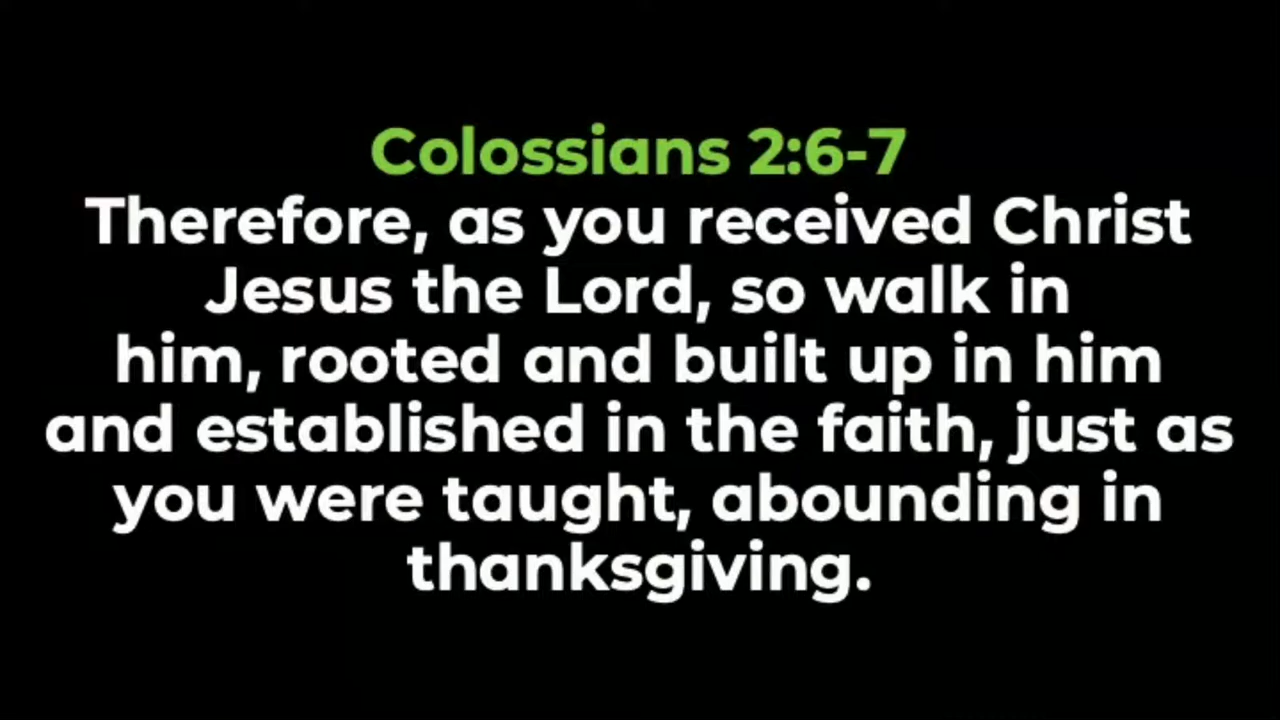 Colossians 2:6-7
Therefore, as you received Christ
Jesus the Lord, so walk in
him, rooted and built up in him
and established in the faith, just as
you were taught, abounding in
thanksgiving.